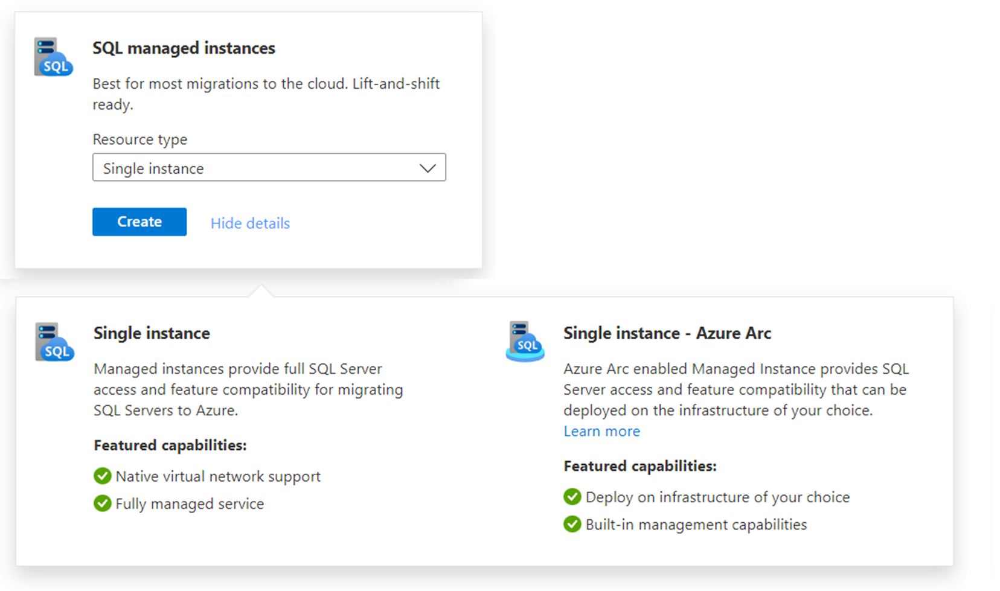 SQL
SQL managed instances
Best for most migrations to the cloud. Lift-and-shift
ready.
Resource type
Single instance
Create
Hide details
SQL
Single instance
Managed instances provide full SQL Server
access and feature compatibility for migrating
SQL Servers to Azure.
Featured capabilities:
Native virtual network support
Fully managed service
SQL
Single instance - Azure Arc
Azure Arc enabled Managed Instance provides SQL
Server access and feature compatibility that can be
deployed on the infrastructure of your choice.
Learn more
Featured capabilities:
Deploy on infrastructure of your choice
Built-in management capabilities